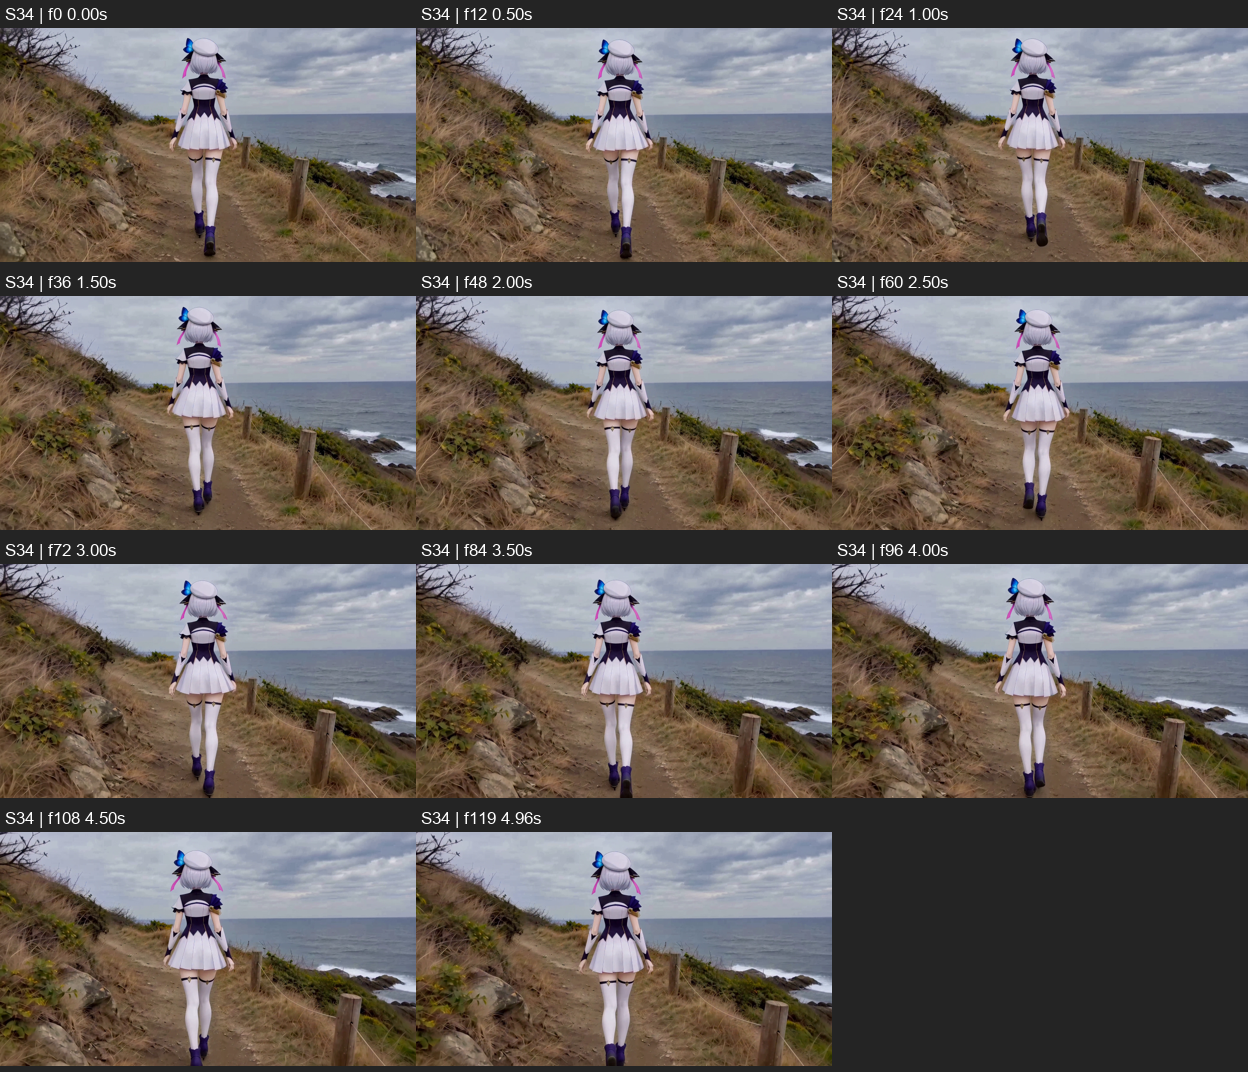 S34 | f0 0.00s
S34 | f12 0.50s
S34 | f24 1.00s
S34 | f36 1.50s
S34 | f48 2.00s
S34 | f60 2.50s
S34 | f72 3.00s
S34 | f84 3.50s
S34 | f96 4.00s
S34 | f108 4.50s
S34 | f119 4.96s